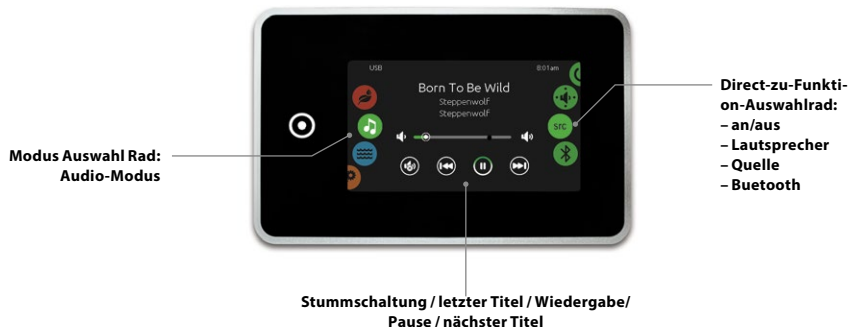 USB
8:01am
Born To Be Wild
Steppenwolf
Steppenwolf
src
Modus Auswahl Rad:
Audio-Modus
Direct-zu-Funkti-
on-Auswahlrad:
– an/aus
– Lautsprecher
– Quelle
– Buetooth
Stummschaltung / letzter Titel / Wiedergabe/
Pause / nächster Titel